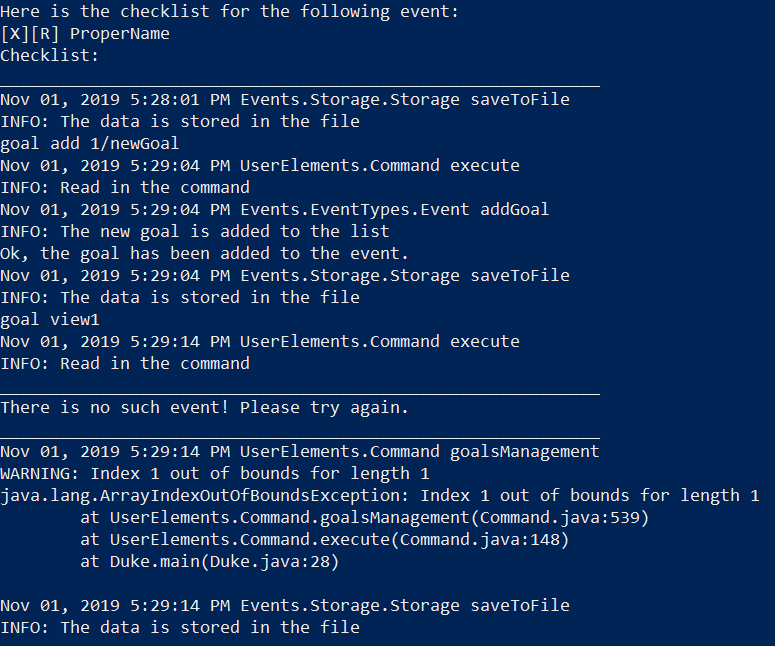 Here is the checklist for the following event:
[X][R] ProperName
Checklist:
____________________________________________________________
Nov 01, 2019 5:28:01 PM Events.Storage.Storage saveToFile
INFO: The data is stored in the file
goal add 1/newGoal
Nov 01, 2019 5:29:04 PM UserElements.Command execute
INFO: Read in the command
Nov 01, 2019 5:29:04 PM Events.EventTypes.Event addGoal
INFO: The new goal is added to the list
Ok, the goal has been added to the event.
Nov 01, 2019 5:29:04 PM Events.Storage.Storage saveToFile
INFO: The data is stored in the file
goal view1
Nov 01, 2019 5:29:14 PM UserElements.Command execute
INFO: Read in the command
____________________________________________________________
There is no such event! Please try again.
____________________________________________________________
Nov 01, 2019 5:29:14 PM UserElements.Command goalsManagement
WARNING: Index 1 out of bounds for length 1
java.lang.ArrayIndexOutOfBoundsException: Index 1 out of bounds for length 1
        at UserElements.Command.goalsManagement(Command.java:539)
        at UserElements.Command.execute(Command.java:148)
        at Duke.main(Duke.java:28)

Nov 01, 2019 5:29:14 PM Events.Storage.Storage saveToFile
INFO: The data is stored in the file